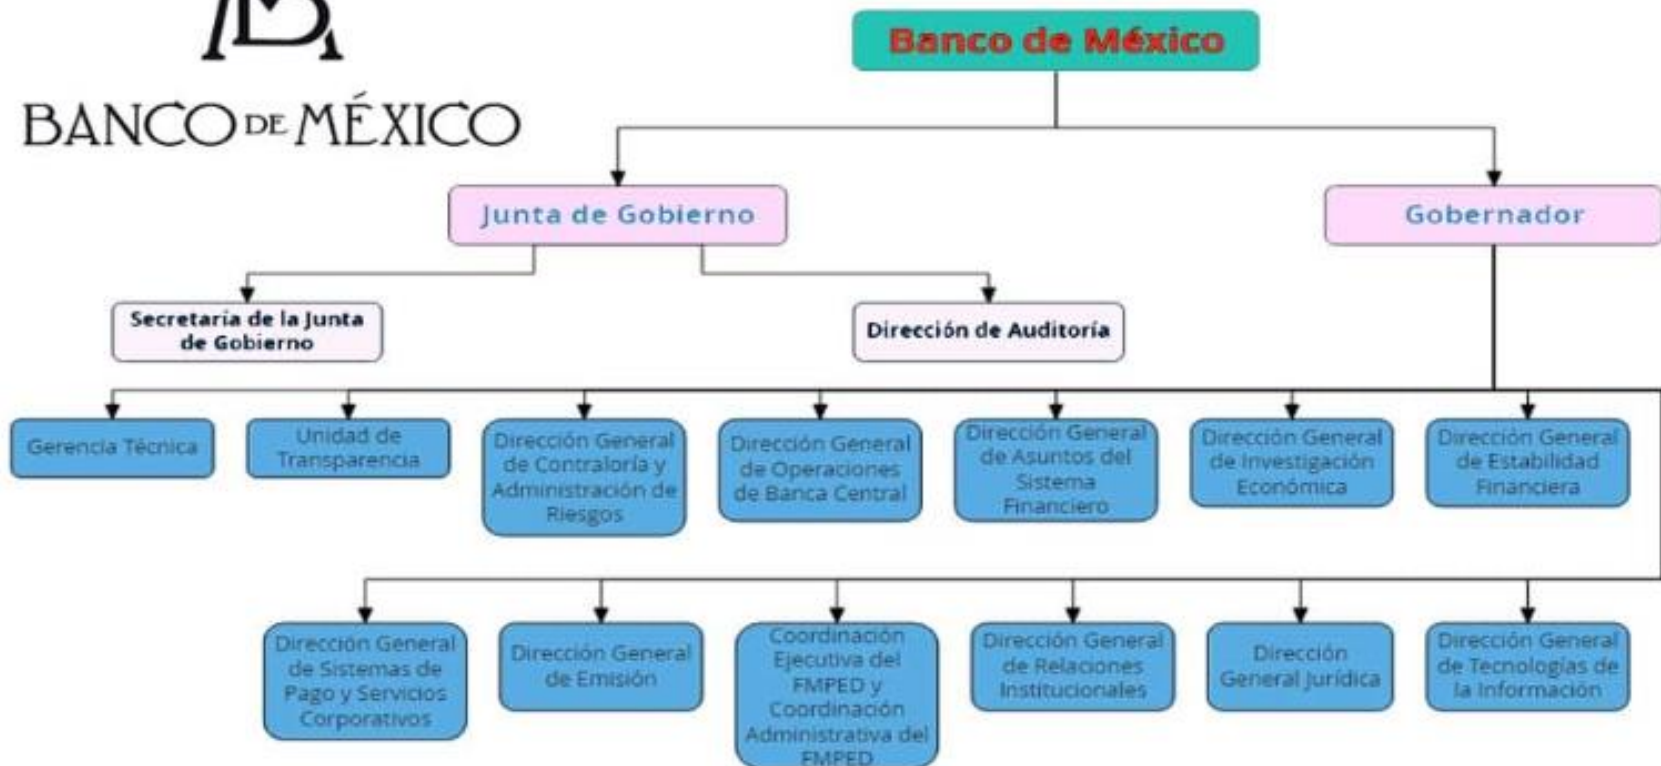 BANCO DE MÉXICO
Banco de México
Junta de Gobierno
Gobernador
Secretaría de la Junta
de Gobierno
Dirección de Auditoría
Gerencia Técnica
Unidad de
Transparencia
Dirección General
de Contraloría y
Administración de
Riesgos
Dirección General
de Operaciones
de Banca Central
Dirección General
de Asuntos del
Sistema
Financiero
Dirección General
de Investigación
Económica
Dirección General
de Estabilidad
Financiera
Dirección General
de Sistemas de
Pago y Servicios
Corporativos
Dirección General
de Emisión
Coordinación
Ejecutiva del
FMPED y
Coordinación
Administrativa del
FMPED
Dirección General
de Relaciones
Institucionales
Dirección
General Jurídica
Dirección General
de Tecnologías de
la Información